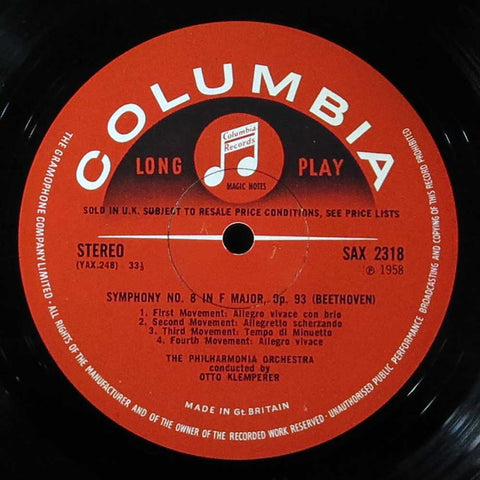 COLUMBIA
Columbia
Records
MAGIC NOTES
LONG PLAY
SOLD IN U.K. SUBJECT TO RESALE PRICE CONDITIONS, SEE PRICE LISTS
STEREO
SAX 2318
(YAX.248) 33⅓
℗ 1958
SYMPHONY NO. 8 IN F MAJOR, Op. 93 (BEETHOVEN)
1. First Movement: Allegro vivace con brio
2. Second Movement: Allegretto scherzando
3. Third Movement: Tempo di Minuetto
4. Fourth Movement: Allegro vivace
THE PHILHARMONIA ORCHESTRA
conducted by
OTTO KLEMPERER
MADE IN Gt. BRITAIN
THE GRAMOPHONE COMPANY LIMITED. - ALL RIGHTS OF THE MANUFACTURER AND OF THE OWNER OF THE RECORDED WORK RESERVED - UNAUTHORISED PUBLIC PERFORMANCE BROADCASTING AND COPYING OF THIS RECORD PROHIBITED